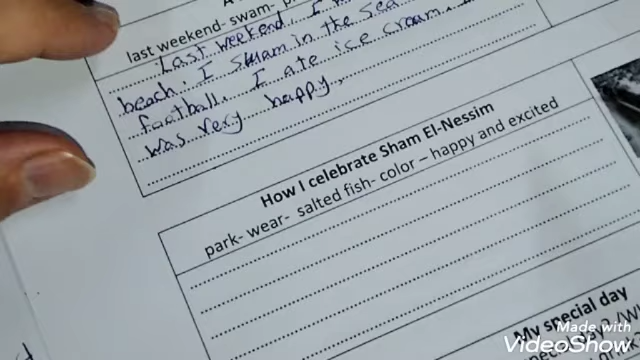 last weekend- swam- p
Last weekend. I
beach. I swam in the sea
football. I ate ice cream.
was very happy.
How I celebrate Sham El-Nessim
park- wear- salted fish- color – happy and excited
My special day
Made with
VideoShow